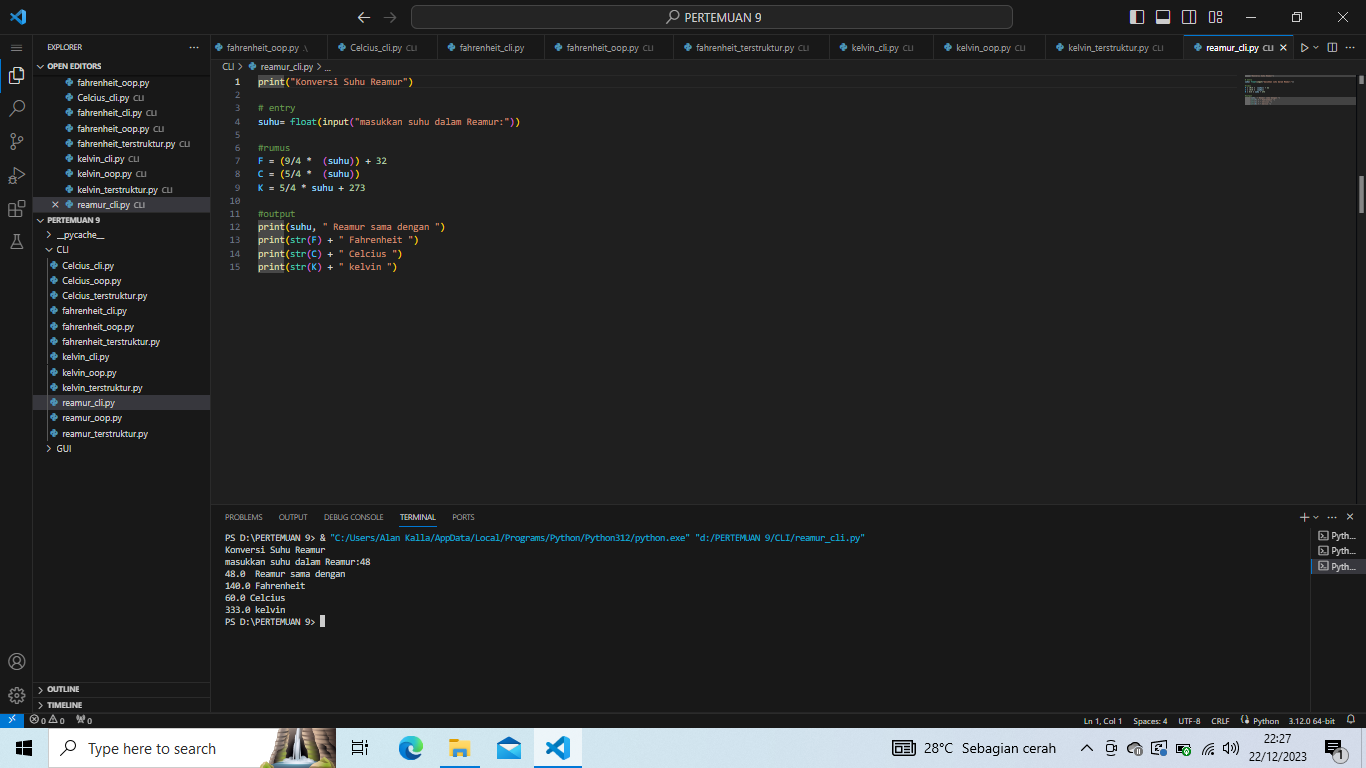 PERTEMUAN 9
EXPLORER
OPEN EDITORS
fahrenheit_oop.py
Celcius_cli.py CLI
fahrenheit_cli.py CLI
fahrenheit_oop.py CLI
fahrenheit_terstruktur.py CLI
kelvin_cli.py CLI
kelvin_oop.py CLI
kelvin_terstruktur.py CLI
reamur_cli.py CLI
PERTEMUAN 9
__pycache__
CLI
Celcius_cli.py
Celcius_oop.py
Celcius_terstruktur.py
fahrenheit_cli.py
fahrenheit_oop.py
fahrenheit_terstruktur.py
kelvin_cli.py
kelvin_oop.py
kelvin_terstruktur.py
reamur_cli.py
reamur_oop.py
reamur_terstruktur.py
GUI
OUTLINE
TIMELINE
fahrenheit_oop.py .\ Celcius_cli.py CLI fahrenheit_cli.py fahrenheit_oop.py CLI fahrenheit_terstruktur.py CLI kelvin_cli.py CLI kelvin_oop.py CLI kelvin_terstruktur.py CLI reamur_cli.py CLI
CLI > reamur_cli.py > ...
1 print("Konversi Suhu Reamur")
2
3 # entry
4 suhu= float(input("masukkan suhu dalam Reamur:"))
5
6 #rumus
7 F = (9/4 *  (suhu)) + 32
8 C = (5/4 *  (suhu))
9 K = 5/4 * suhu + 273
10
11 #output
12 print(suhu, " Reamur sama dengan ")
13 print(str(F) + " Fahrenheit ")
14 print(str(C) + " Celcius ")
15 print(str(K) + " kelvin ")
PROBLEMS OUTPUT DEBUG CONSOLE TERMINAL PORTS
PS D:\PERTEMUAN 9> & "C:/Users/Alan Kalla/AppData/Local/Programs/Python/Python312/python.exe" "d:/PERTEMUAN 9/CLI/reamur_cli.py"
Konversi Suhu Reamur
masukkan suhu dalam Reamur:48
48.0  Reamur sama dengan
140.0 Fahrenheit
60.0 Celcius
333.0 kelvin
PS D:\PERTEMUAN 9>
Pyth...
Pyth...
Pyth...
0 0 0
Ln 1, Col 1 Spaces: 4 UTF-8 CRLF Python 3.12.0 64-bit
Type here to search
28°C Sebagian cerah
22:27
22/12/2023
1